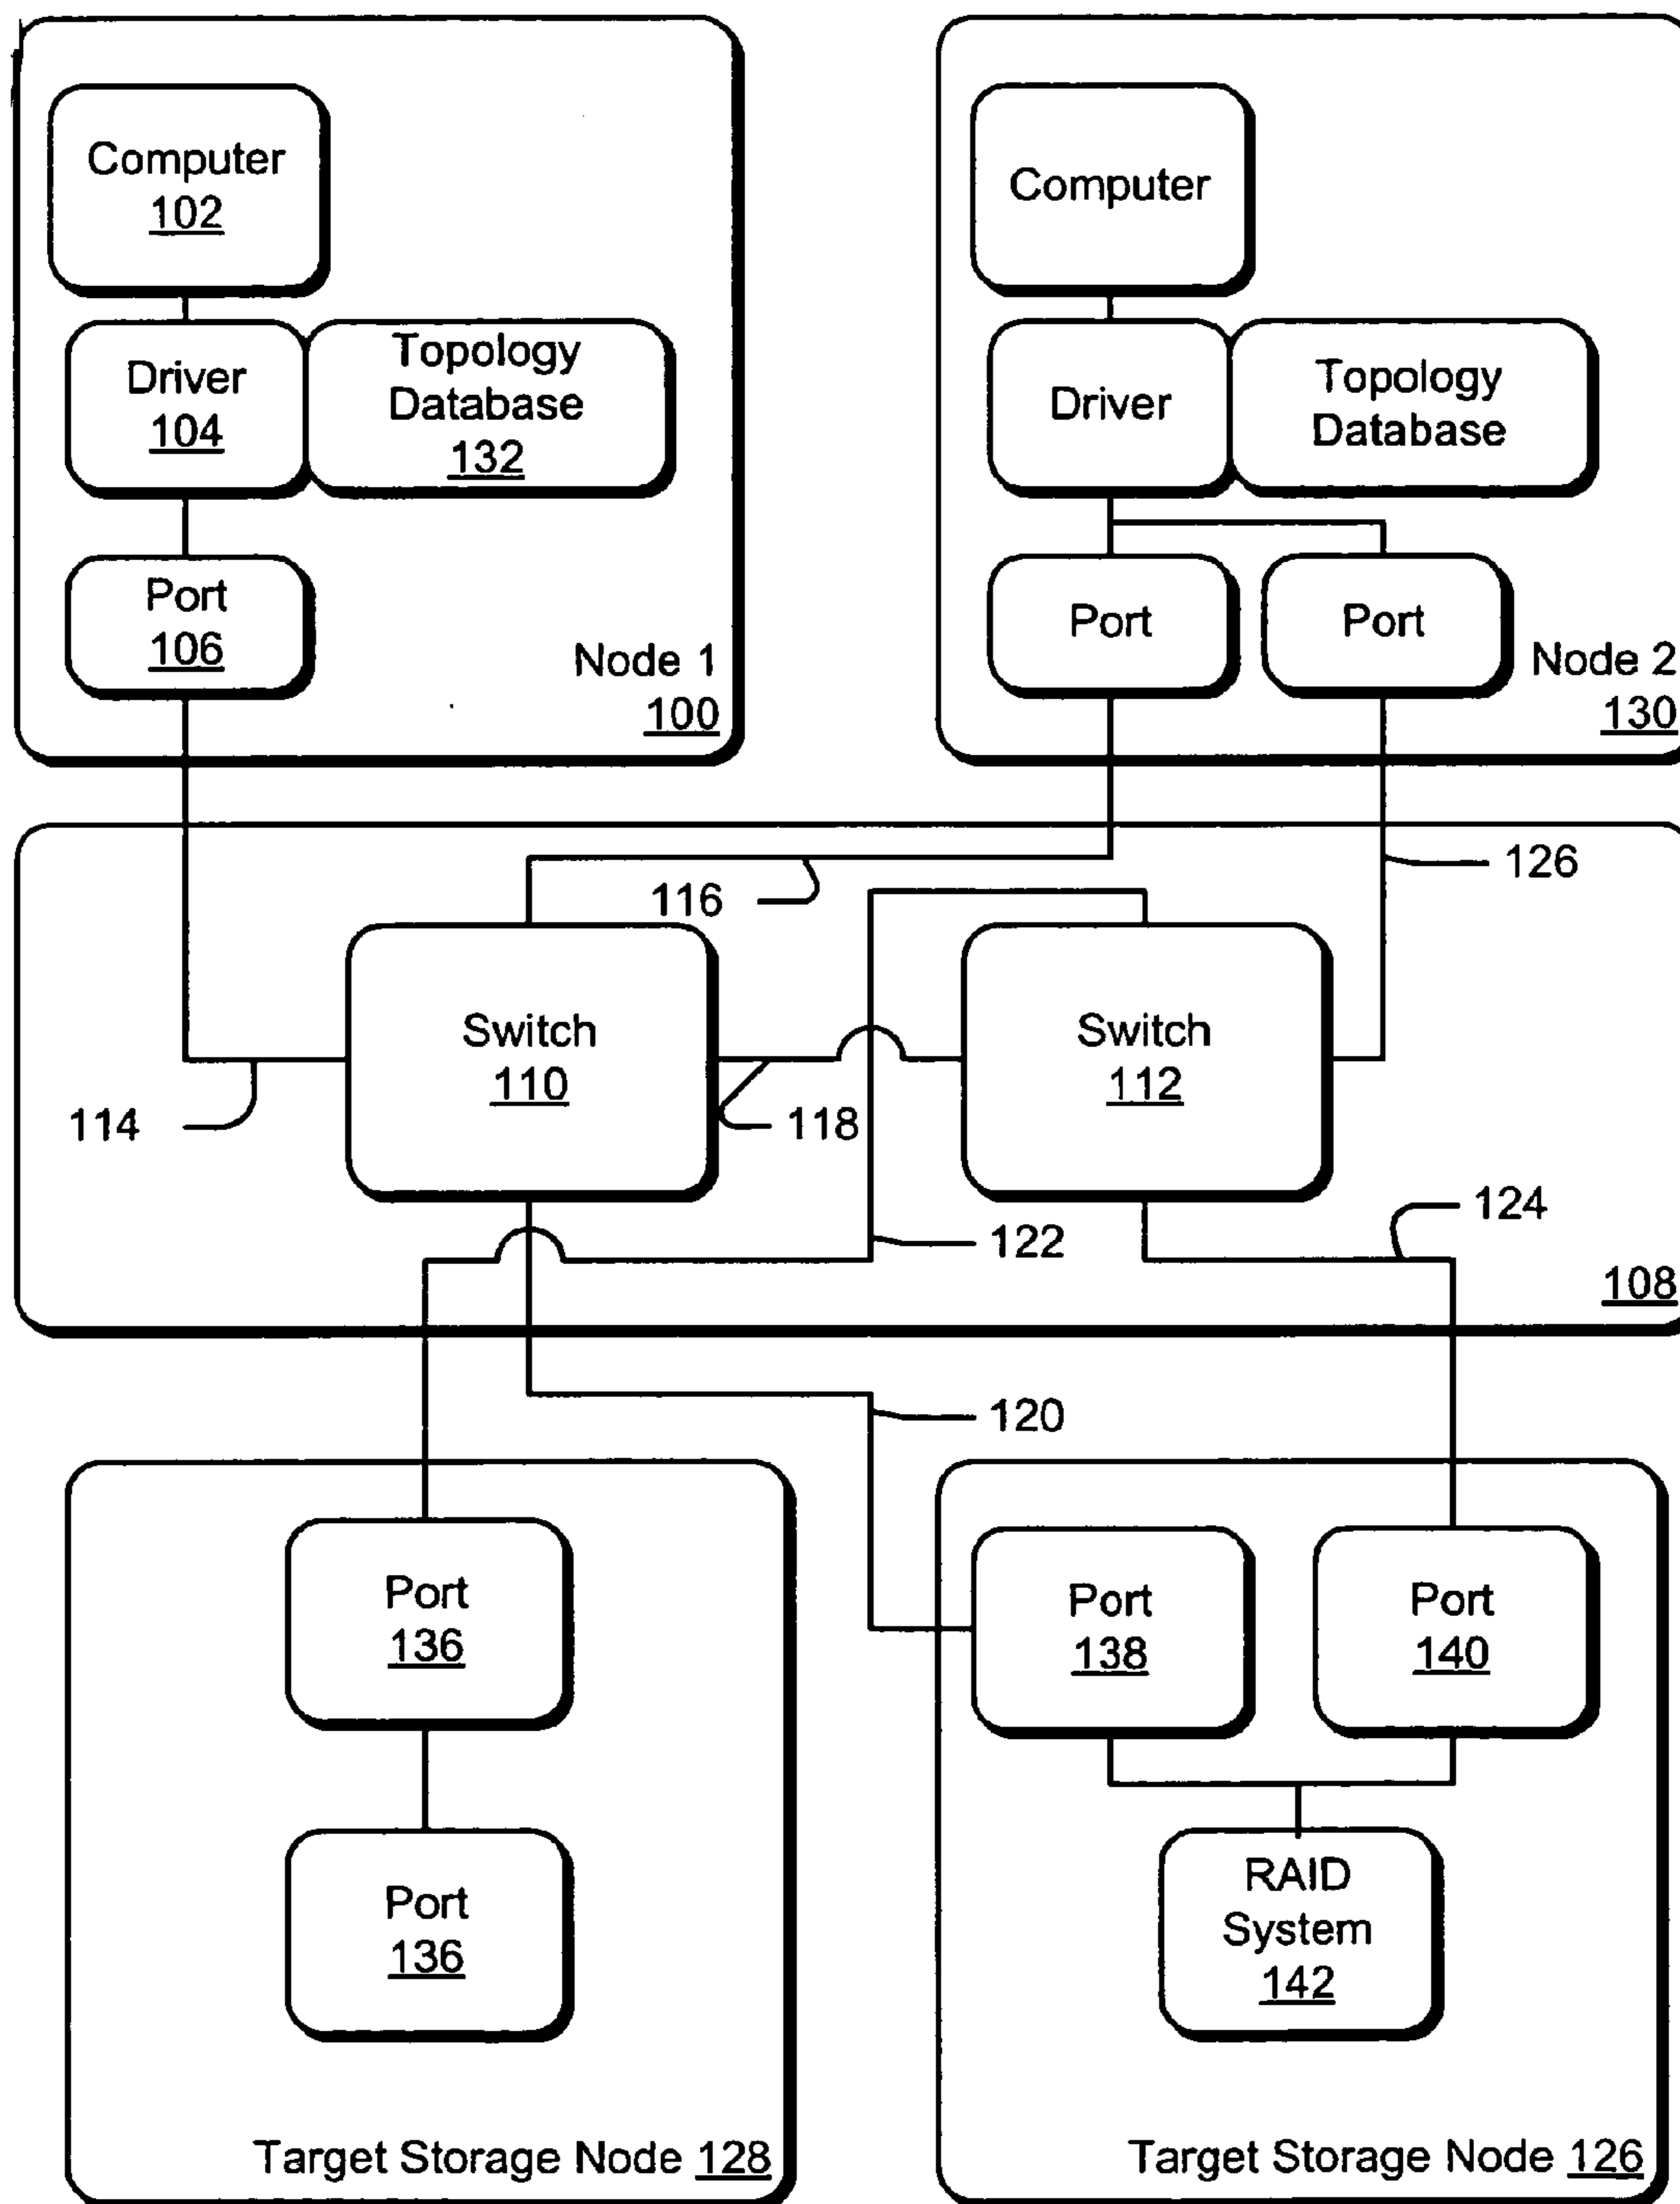 Computer
102
Driver
104
Topology
Database
132
Port
106
Node 1
100
Computer
Driver
Topology
Database
Port
Port
Node 2
130
116
126
Switch
110
Switch
112
114
118
122
124
108
120
Port
136
Port
136
Target Storage Node 128
Port
138
Port
140
RAID
System
142
Target Storage Node 126